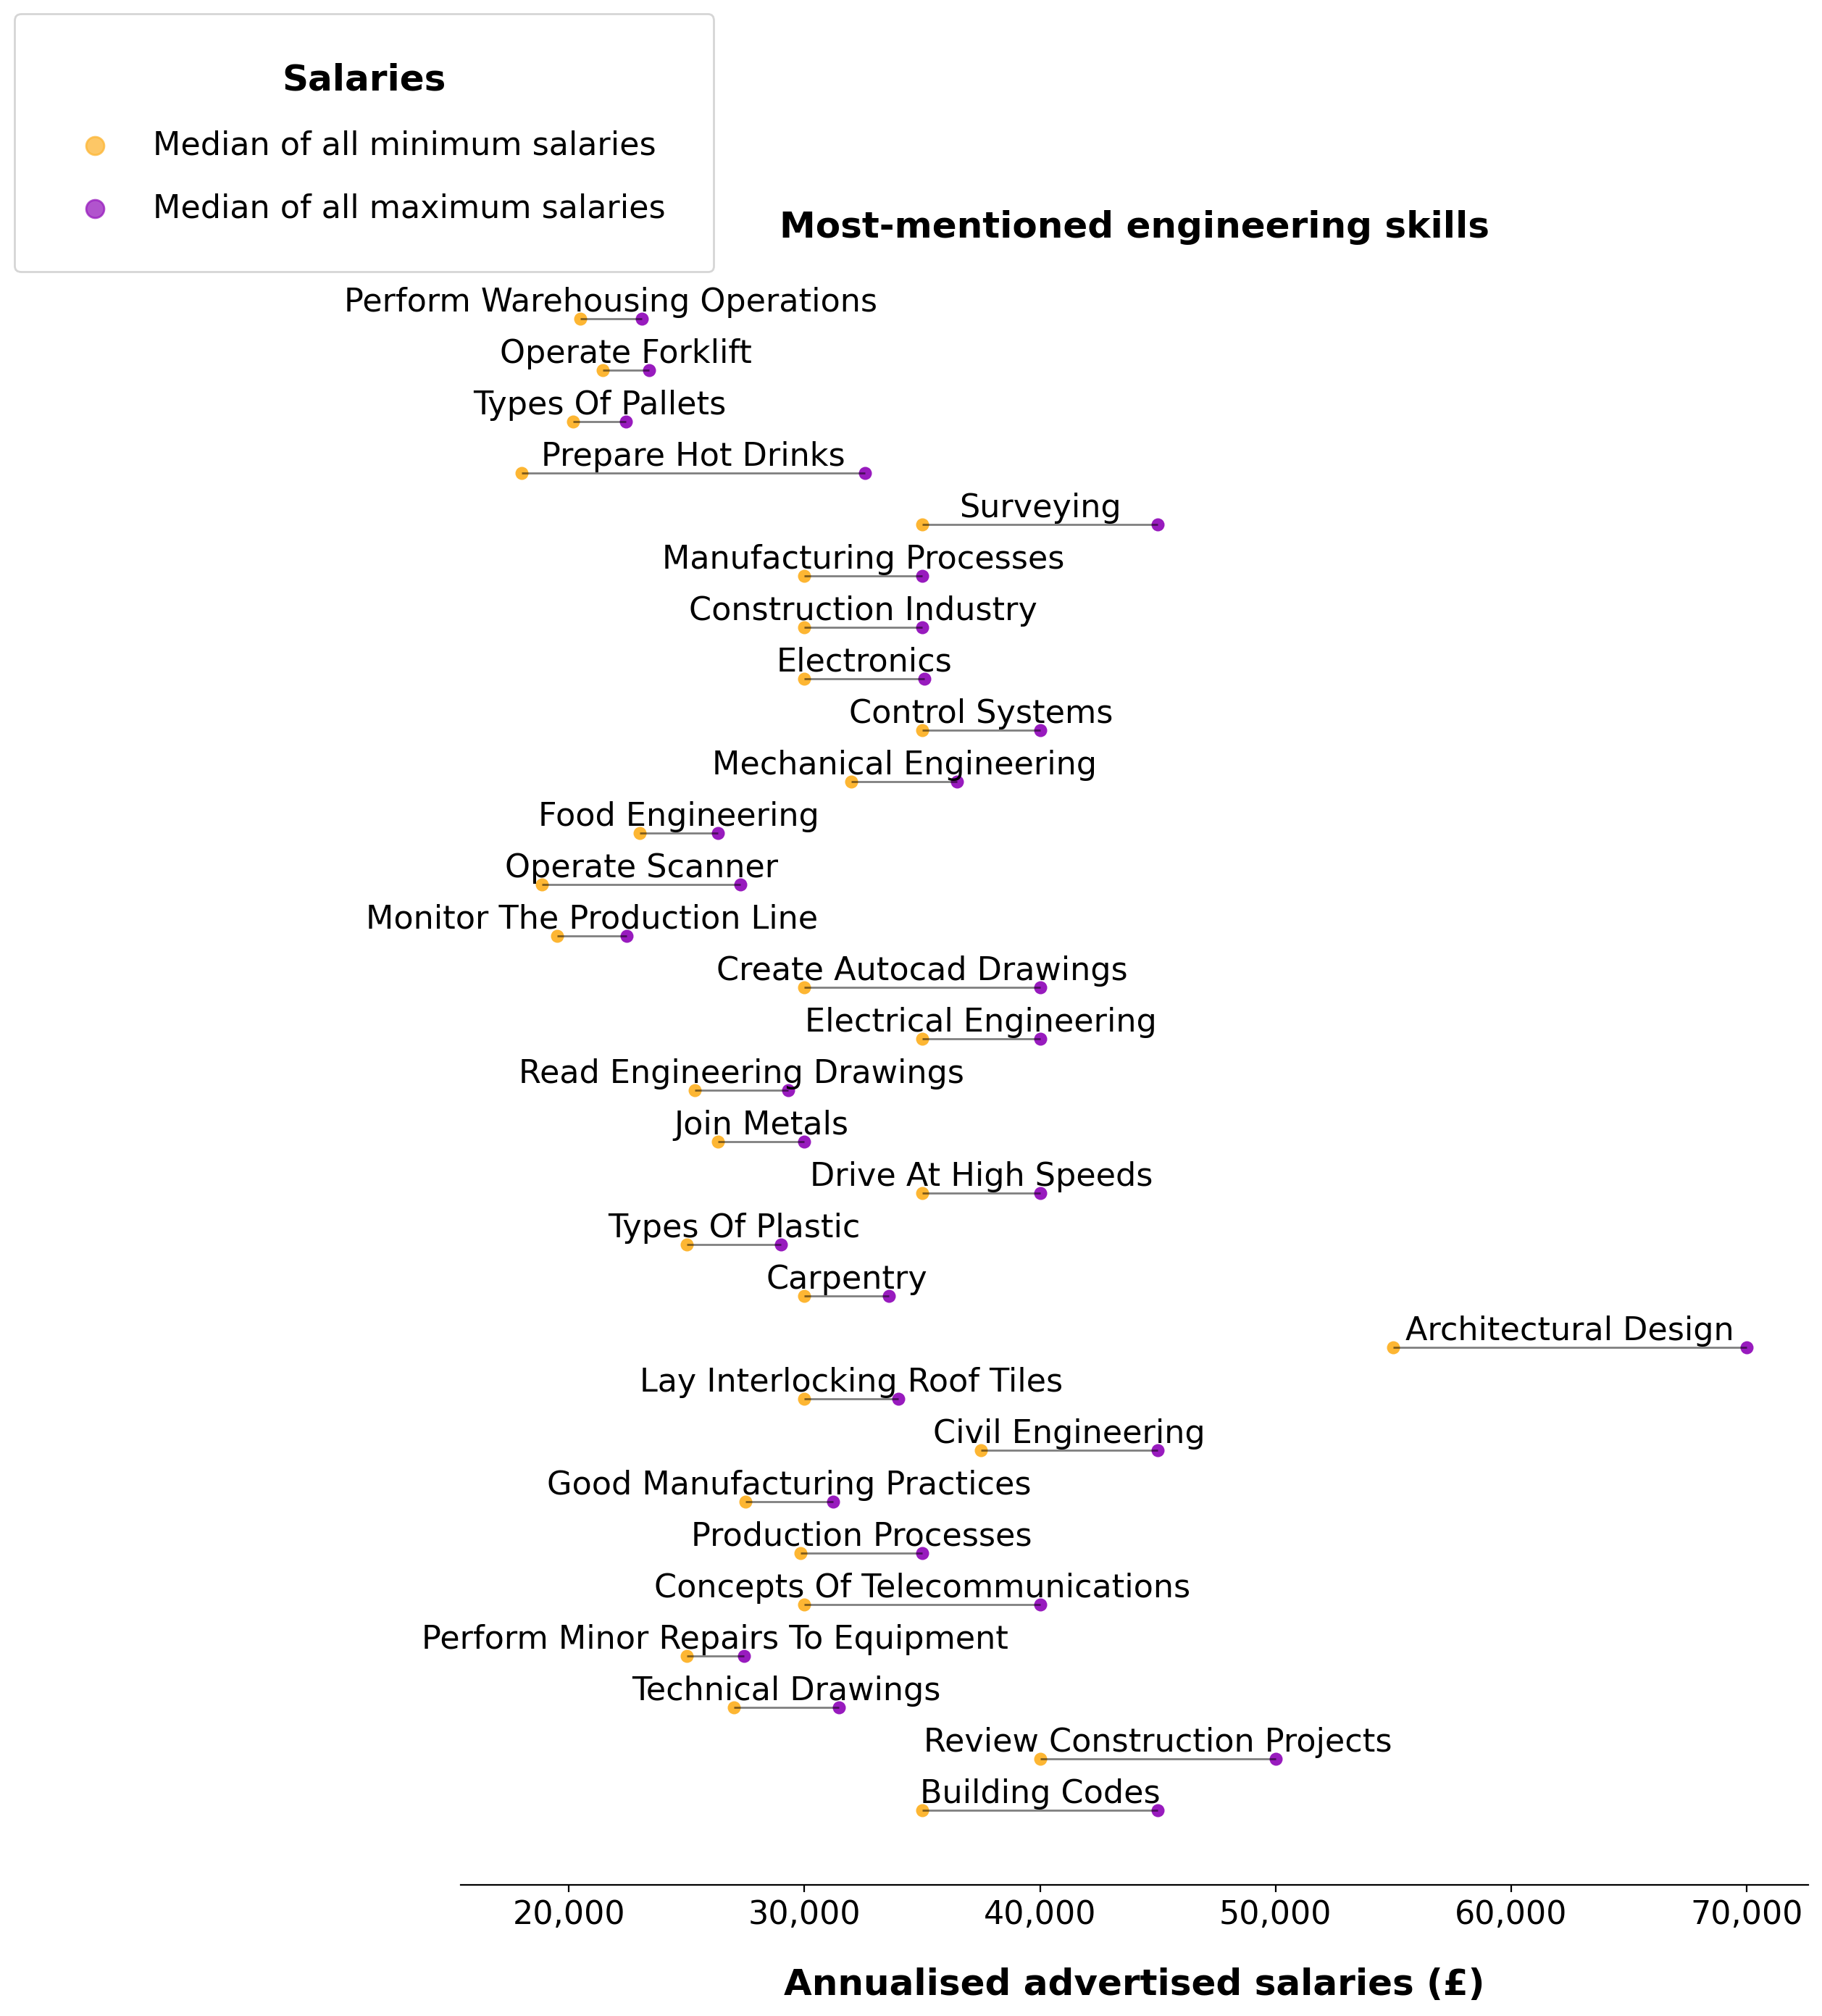 Salaries
Median of all minimum salaries
Median of all maximum salaries
Most-mentioned engineering skills
Perform Warehousing Operations
Operate Forklift
Types Of Pallets
Prepare Hot Drinks
Surveying
Manufacturing Processes
Construction Industry
Electronics
Control Systems
Mechanical Engineering
Food Engineering
Operate Scanner
Monitor The Production Line
Create Autocad Drawings
Electrical Engineering
Read Engineering Drawings
Join Metals
Drive At High Speeds
Types Of Plastic
Carpentry
Architectural Design
Lay Interlocking Roof Tiles
Civil Engineering
Good Manufacturing Practices
Production Processes
Concepts Of Telecommunications
Perform Minor Repairs To Equipment
Technical Drawings
Review Construction Projects
Building Codes
20,000 30,000 40,000 50,000 60,000 70,000
Annualised advertised salaries (£)